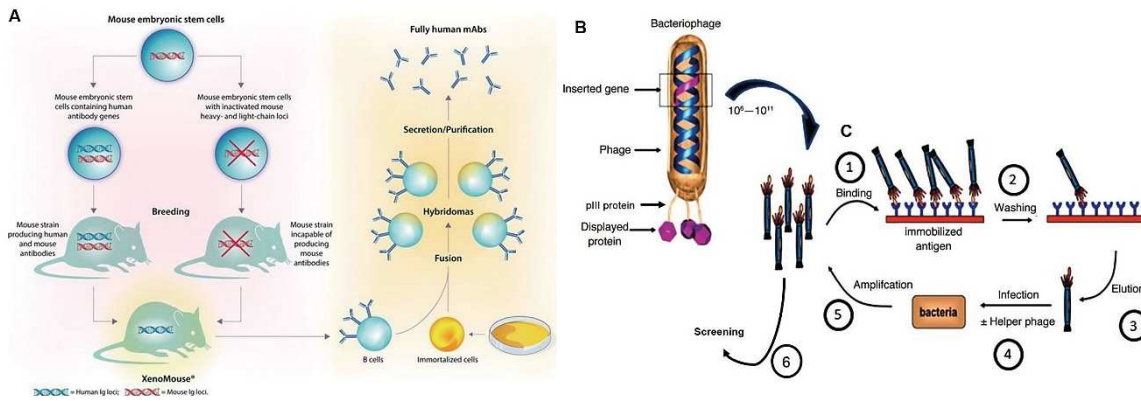 A
Mouse embryonic stem cells
Mouse embryonic stem
cells containing human
antibody genes
Mouse embryonic stem cells
with inactivated mouse
heavy- and light-chain loci
Breeding
Mouse strain
producing human
and mouse
antibodies
Mouse strain
incapable of
producing
mouse
antibodies
XenoMouse®
= Human Ig loci;
= Mouse Ig loci.
Fully human mAbs
Secretion/Purification
Hybridomas
Fusion
B cells
Immortalized cells
B
Bacteriophage
Inserted gene
Phage
pIII protein
Displayed
protein
10⁶—10¹¹
C
1
Binding
immobilized
antigen
2
Washing
Elution
3
Infection
± Helper phage
4
bacteria
Amplifcation
5
Screening
6